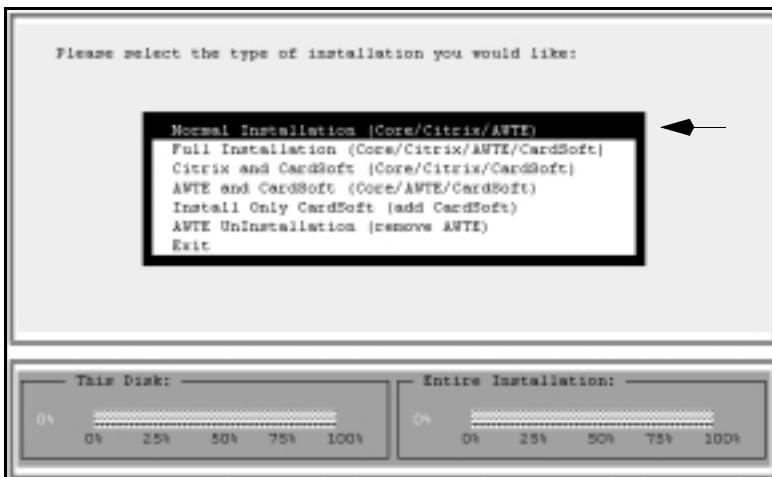 Please select the type of installation you would like:
Normal Installation (Core/Citrix/AWTE)
Full Installation (Core/Citrix/AWTE/CardSoft)
Citrix and CardSoft (Core/Citrix/CardSoft)
AWTE and CardSoft (Core/AWTE/CardSoft)
Install Only CardSoft (add CardSoft)
AWTE UnInstallation (remove AWTE)
Exit
This Disk: Entire Installation:
0% 0%
0% 25% 50% 75% 100% 0% 25% 50% 75% 100%